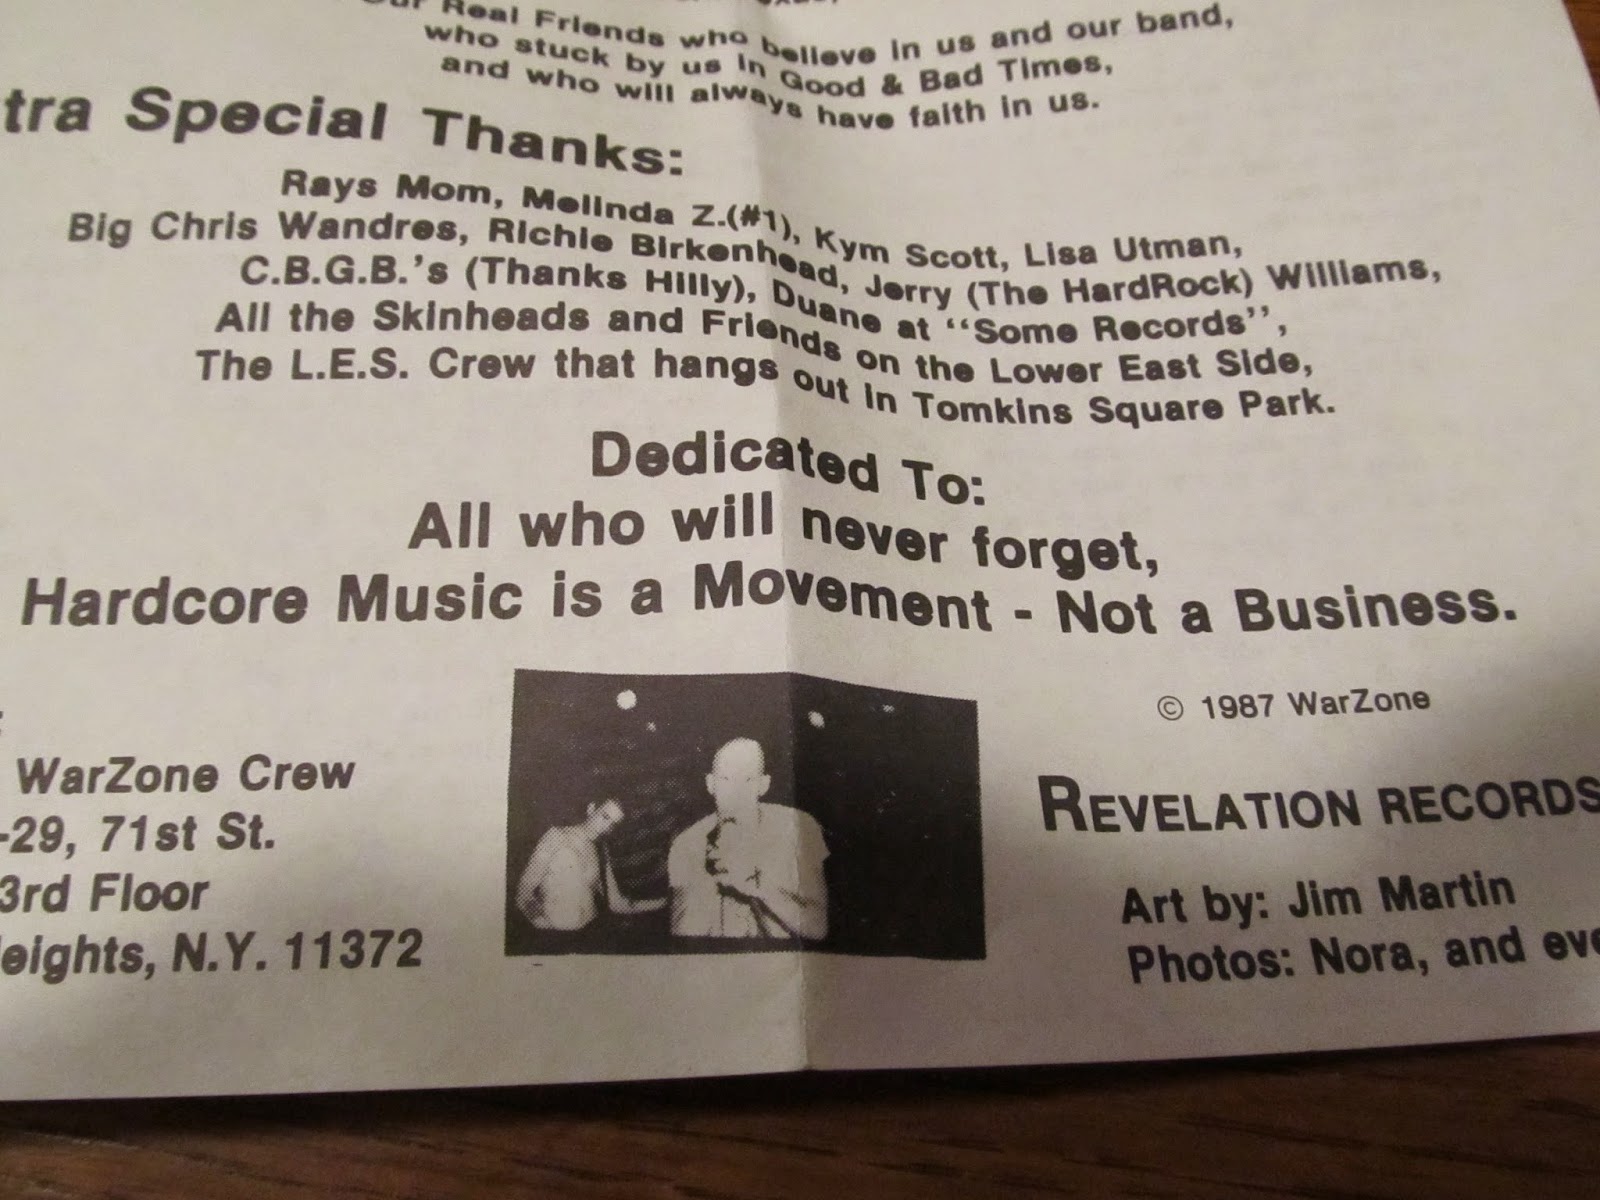 Real Friends who believe in us and our band,
who stuck by us in Good & Bad Times,
and who will always have faith in us.
tra Special Thanks:
Rays Mom, Melinda Z.(#1), Kym Scott, Lisa Utman,
Big Chris Wandres, Richie Birkenhead, Jerry (The HardRock) Williams,
C.B.G.B.'s (Thanks Hilly), Duane at "Some Records",
All the Skinheads and Friends on the Lower East Side,
The L.E.S. Crew that hangs out in Tomkins Square Park.
Dedicated To:
All who will never forget,
Hardcore Music is a Movement - Not a Business.
© 1987 WarZone
WarZone Crew
-29, 71st St.
3rd Floor
eights, N.Y. 11372
REVELATION RECORDS
Art by: Jim Martin
Photos: Nora, and eve